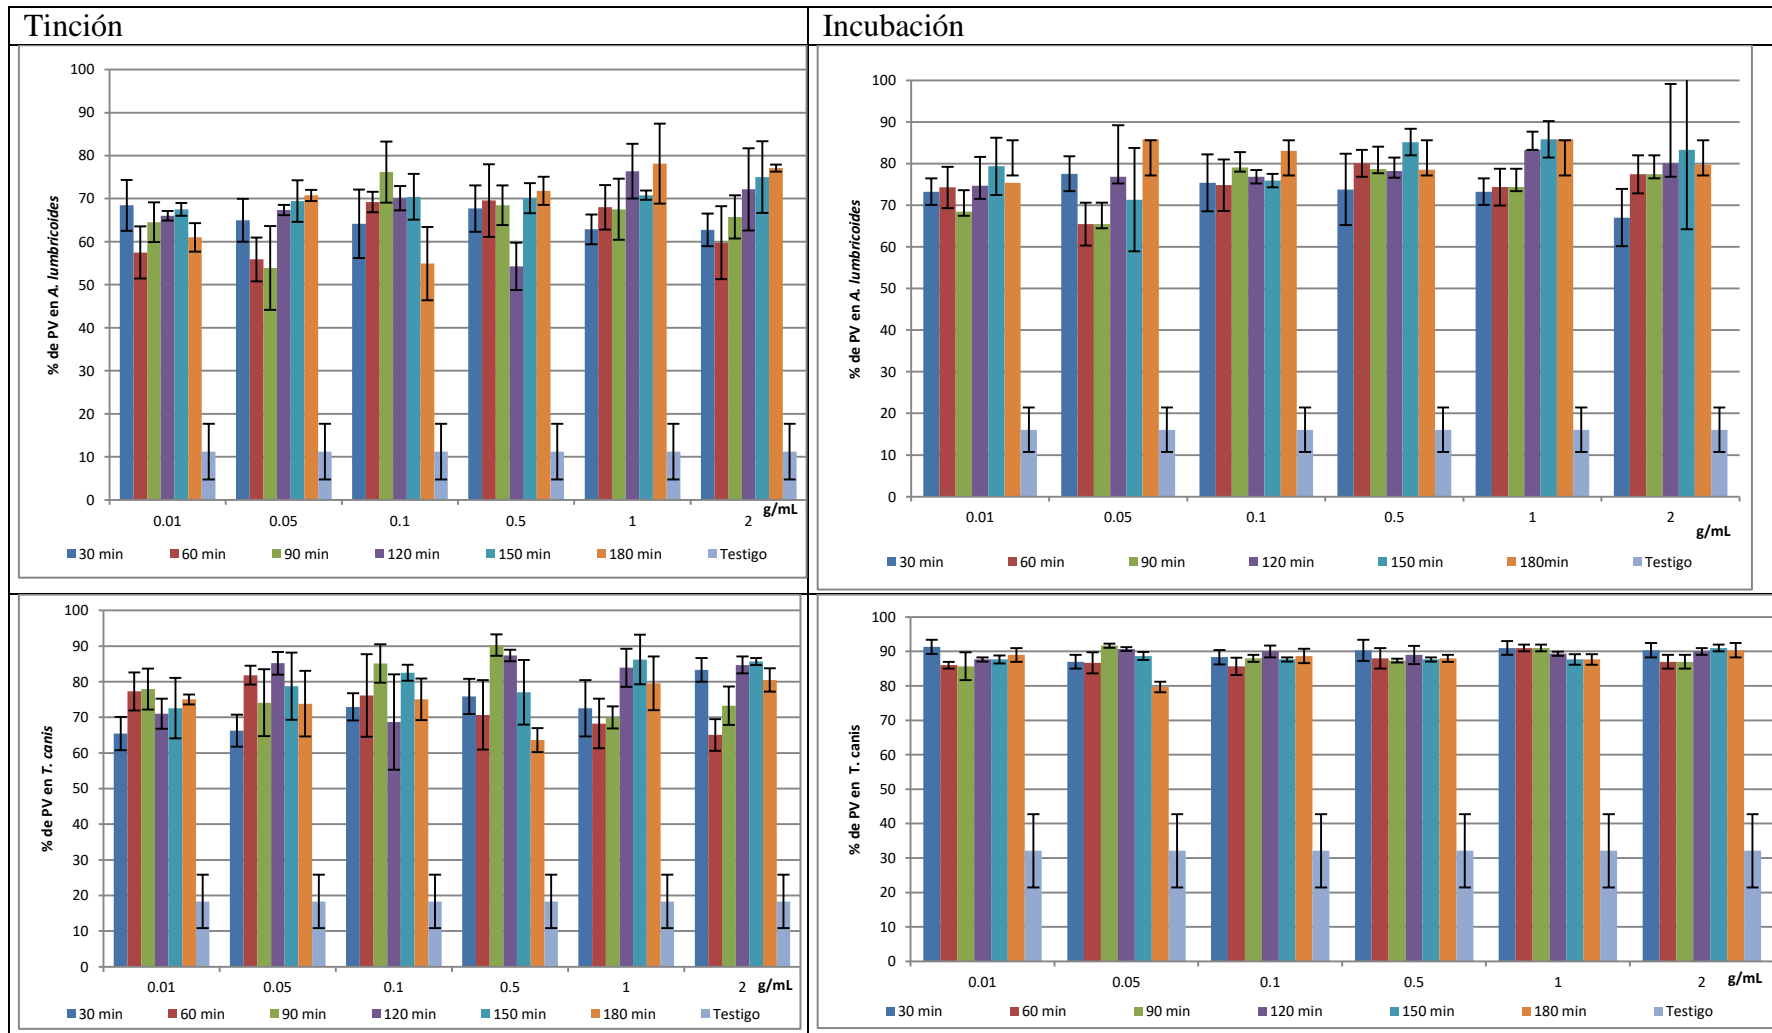 Tinción
Incubación
% de PV en A. lumbricoides
100
90
80
70
60
50
40
30
20
10
0
0.01 0.05 0.1 0.5 1 2 g/mL
30 min 60 min 90 min 120 min 150 min 180 min Testigo
% de PV en A. lumbricoides
100
90
80
70
60
50
40
30
20
10
0
0.01 0.05 0.1 0.5 1 2
g/mL
30 min 60 min 90 min 120 min 150 min 180min Testigo
% de PV en T. canis
100
90
80
70
60
50
40
30
20
10
0
0.01 0.05 0.1 0.5 1 2 g/mL
30 min 60 min 90 min 120 min 150 min 180 min Testigo
% de PV en T. canis
100
90
80
70
60
50
40
30
20
10
0
0.01 0.05 0.1 0.5 1 2 g/mL
30 min 60 min 90 min 120 min 150 min 180 min Testigo